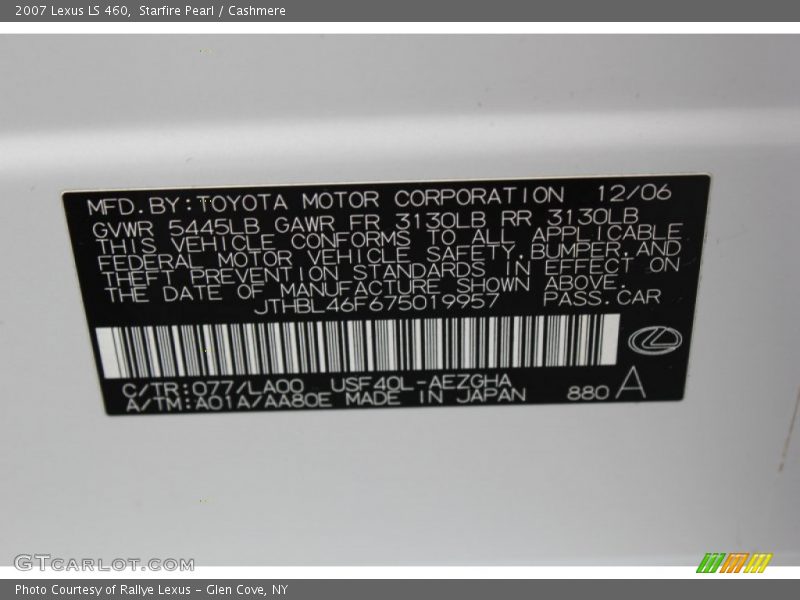 2007 Lexus LS 460, Starfire Pearl / Cashmere
MFD.BY:TOYOTA MOTOR CORPORATION 12/06
GVWR 5445LB GAWR FR 3130LB RR 3130LB
THIS VEHICLE CONFORMS TO ALL APPLICABLE
FEDERAL MOTOR VEHICLE SAFETY,BUMPER,AND
THEFT PREVENTION STANDARDS IN EFFECT ON
THE DATE OF MANUFACTURE SHOWN ABOVE.
JTHBL46F675019957 PASS.CAR
C/TR:077/LA00 USF40L-AEZGHA
A/TM:A01A/AA80E MADE IN JAPAN 880 A
GTCARLOT.COM
Photo Courtesy of Rallye Lexus - Glen Cove, NY